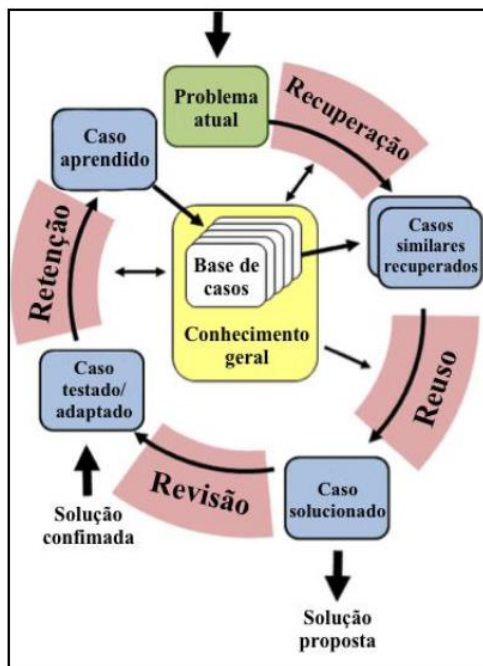 Problema
atual
Recuperação
Caso
aprendido
Casos
similares
recuperados
Base de
casos
Conhecimento
geral
Retenção
Reuso
Caso
testado/
adaptado
Revisão
Caso
solucionado
Solução
confimada
Solução
proposta